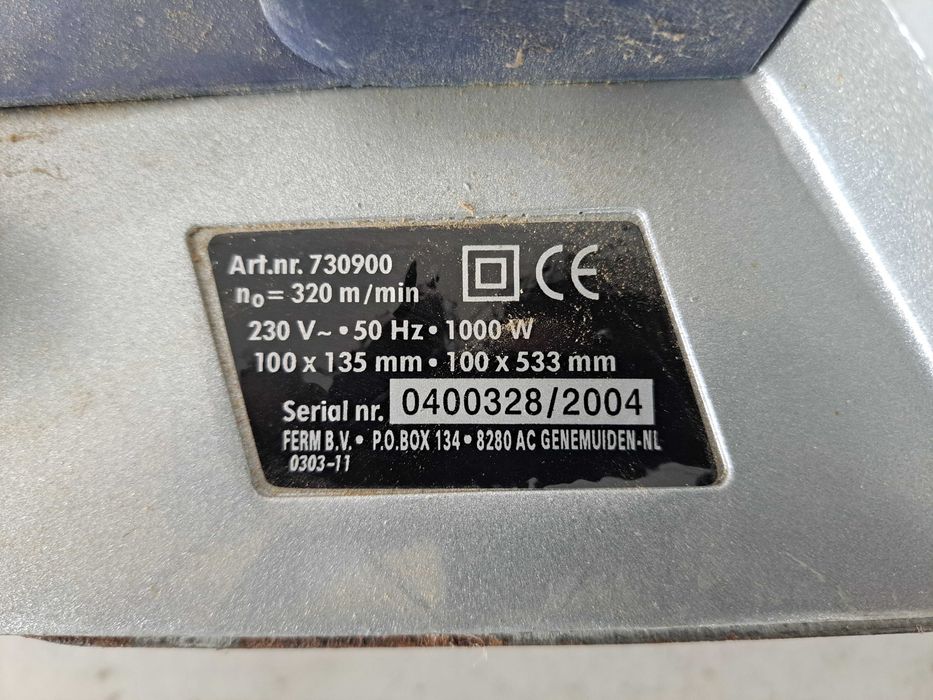 Art.nr. 730900 CE
n₀ = 320 m/min
230 V~ • 50 Hz • 1000 W
100 x 135 mm • 100 x 533 mm
Serial nr. 0400328/2004
FERM B.V. • P.O.BOX 134 • 8280 AC GENEMUIDEN-NL
0303-11